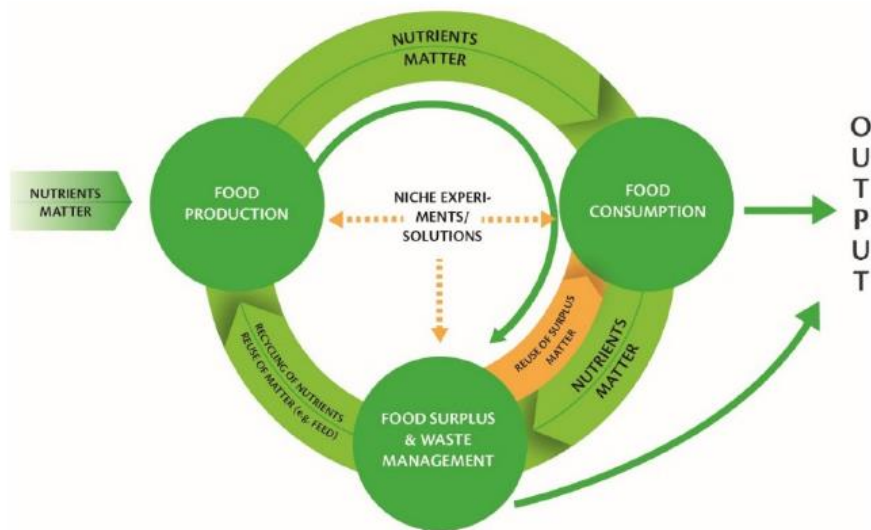 NUTRIENTS
MATTER
NUTRIENTS
MATTER
FOOD
PRODUCTION
NICHE EXPERI-
MENTS/
SOLUTIONS
FOOD
CONSUMPTION
OUTPUT
RECYCLING OF NUTRIENTS
REUSE OF MATTER (e.g. FEED)
REUSE OF SURPLUS
MATTER
NUTRIENTS
MATTER
FOOD SURPLUS
& WASTE
MANAGEMENT